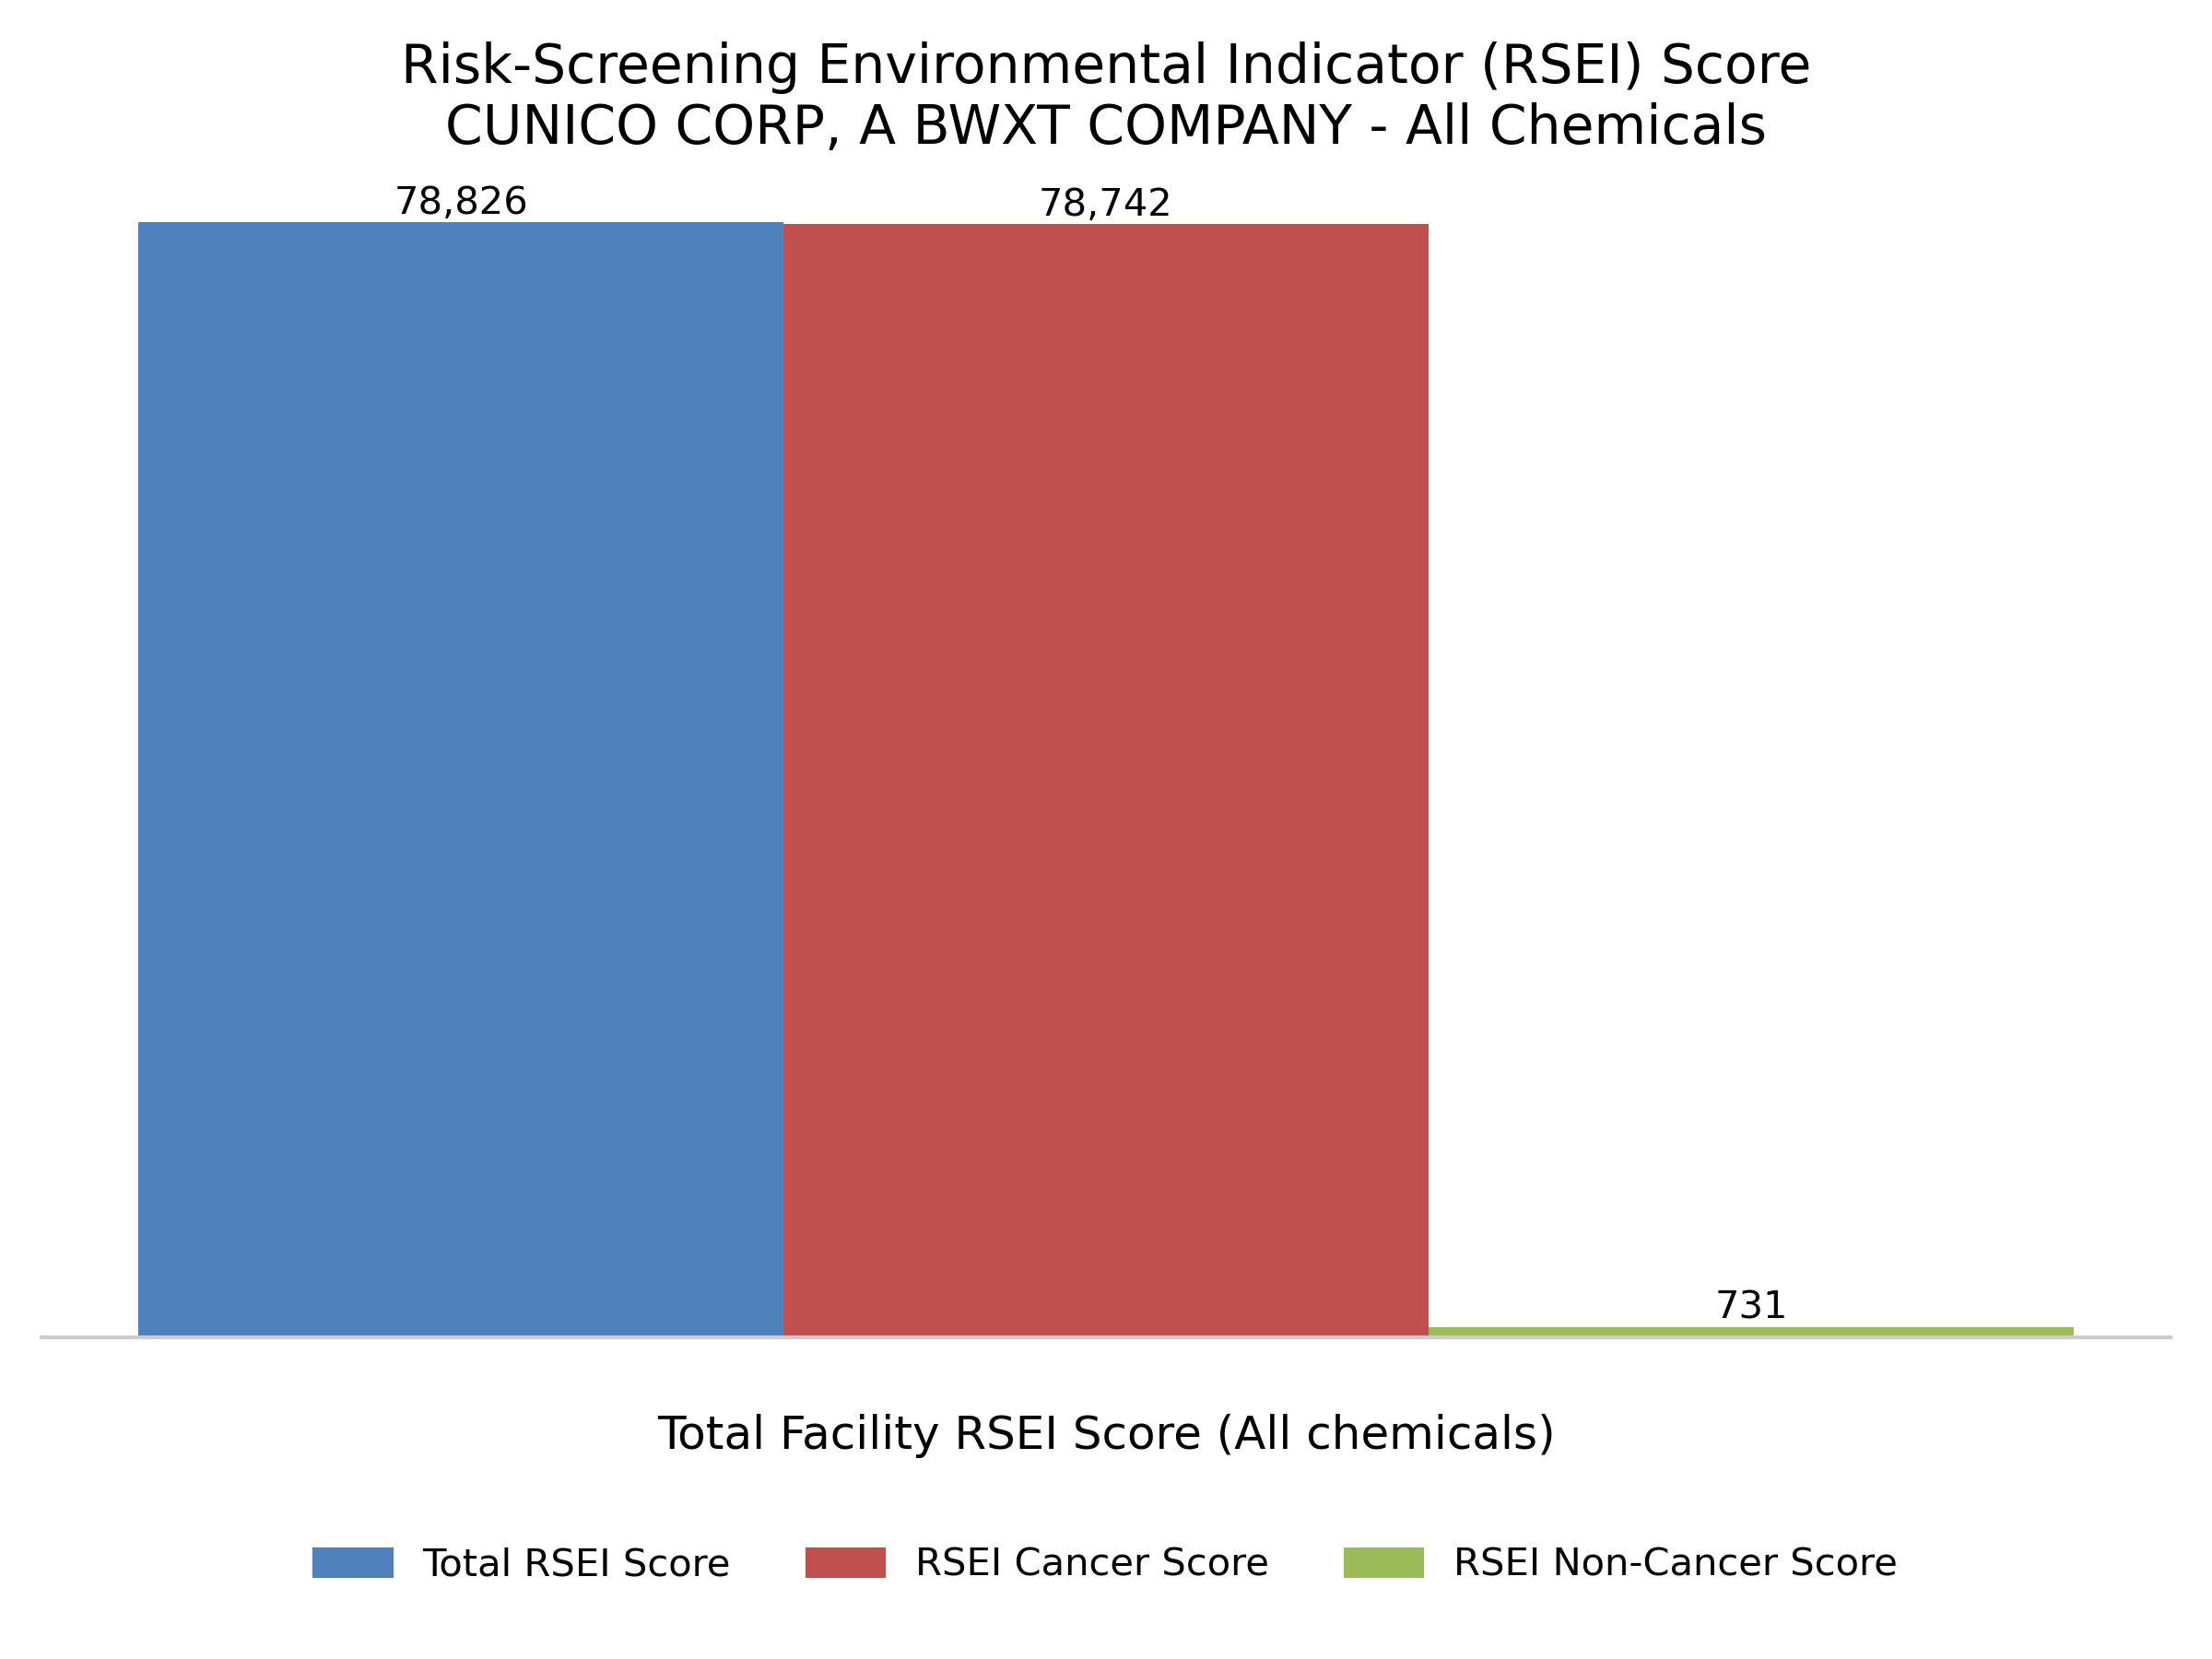 Risk-Screening Environmental Indicator (RSEI) Score
CUNICO CORP, A BWXT COMPANY - All Chemicals
78,826
78,742
731
Total Facility RSEI Score (All chemicals)
Total RSEI Score
RSEI Cancer Score
RSEI Non-Cancer Score